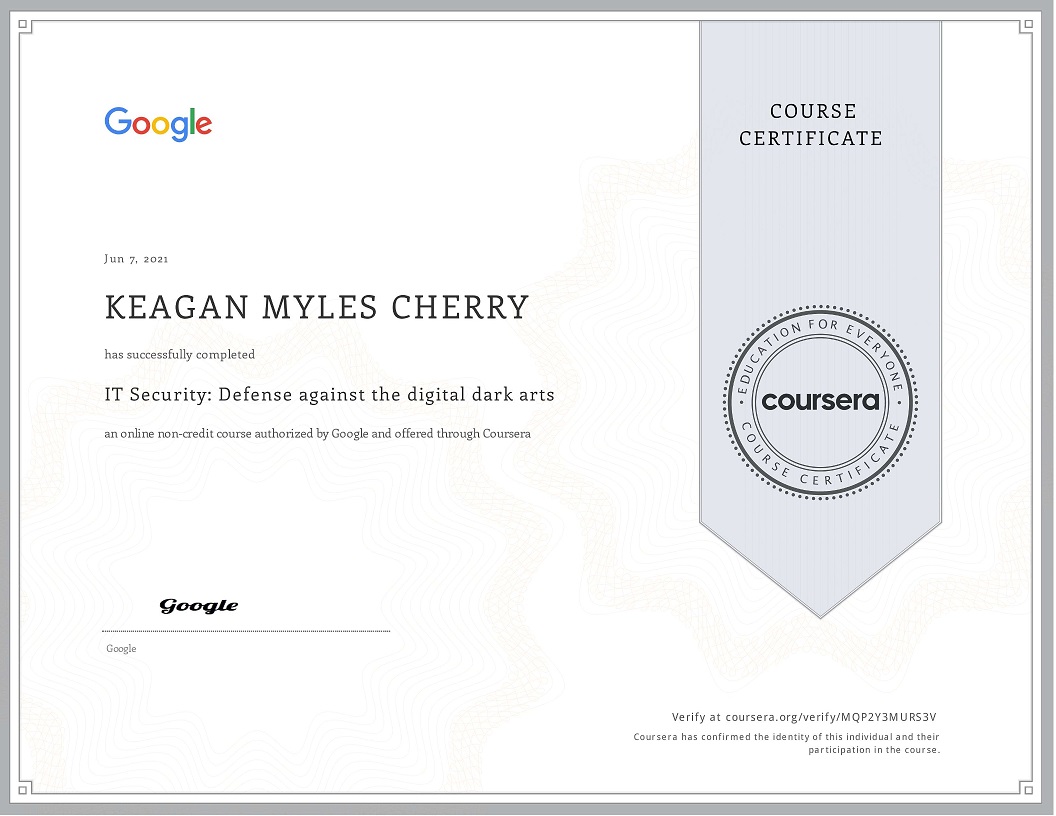 Google
COURSE
CERTIFICATE
Jun 7, 2021
KEAGAN MYLES CHERRY
has successfully completed
IT Security: Defense against the digital dark arts
an online non-credit course authorized by Google and offered through Coursera
EDUCATION FOR EVERYONE
coursera
COURSE CERTIFICATE
Google
Google
Verify at coursera.org/verify/MQP2Y3MURS3V
Coursera has confirmed the identity of this individual and their
participation in the course.